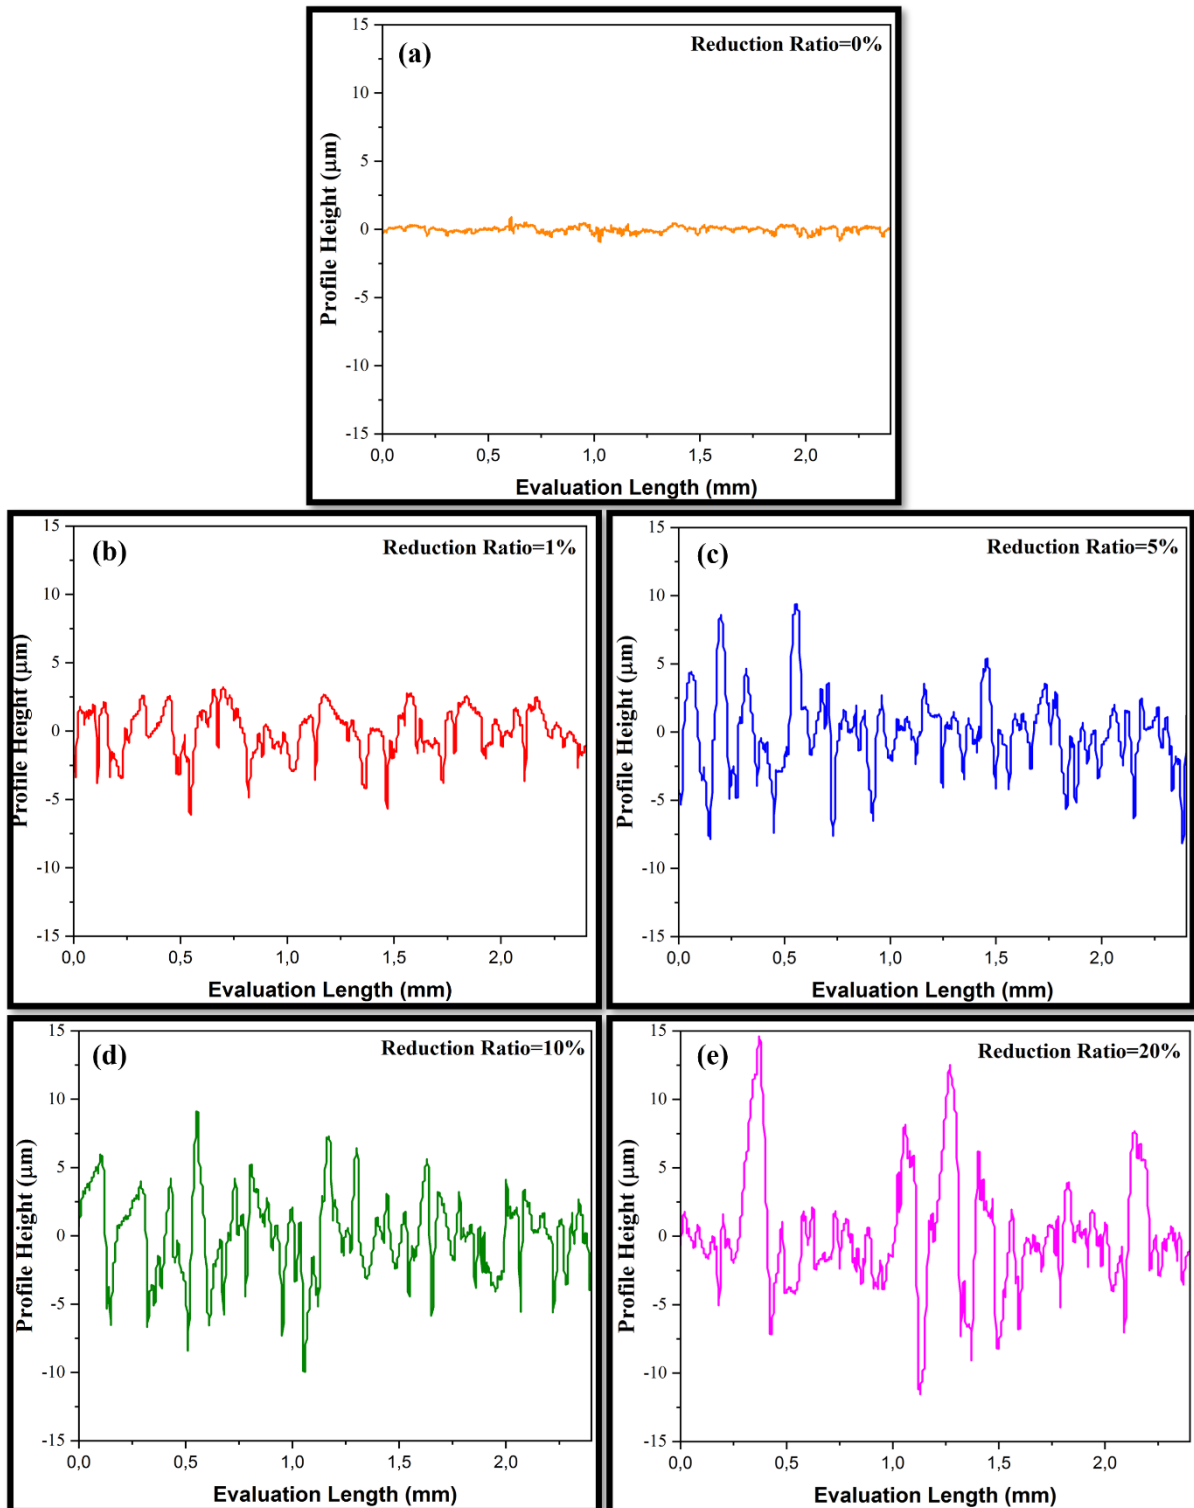 (a)
Reduction Ratio=0%
15
10
5
0
-5
-10
-15
Profile Height (μm)
0,0 0,5 1,0 1,5 2,0
Evaluation Length (mm)
(b)
Reduction Ratio=1%
15
10
5
0
-5
-10
-15
Profile Height (μm)
0,0 0,5 1,0 1,5 2,0
Evaluation Length (mm)
(c)
Reduction Ratio=5%
15
10
5
0
-5
-10
-15
Profile Height (μm)
0,0 0,5 1,0 1,5 2,0
Evaluation Length (mm)
(d)
Reduction Ratio=10%
15
10
5
0
-5
-10
-15
Profile Height (μm)
0,0 0,5 1,0 1,5 2,0
Evaluation Length (mm)
(e)
Reduction Ratio=20%
15
10
5
0
-5
-10
-15
Profile Height (μm)
0,0 0,5 1,0 1,5 2,0
Evaluation Length (mm)